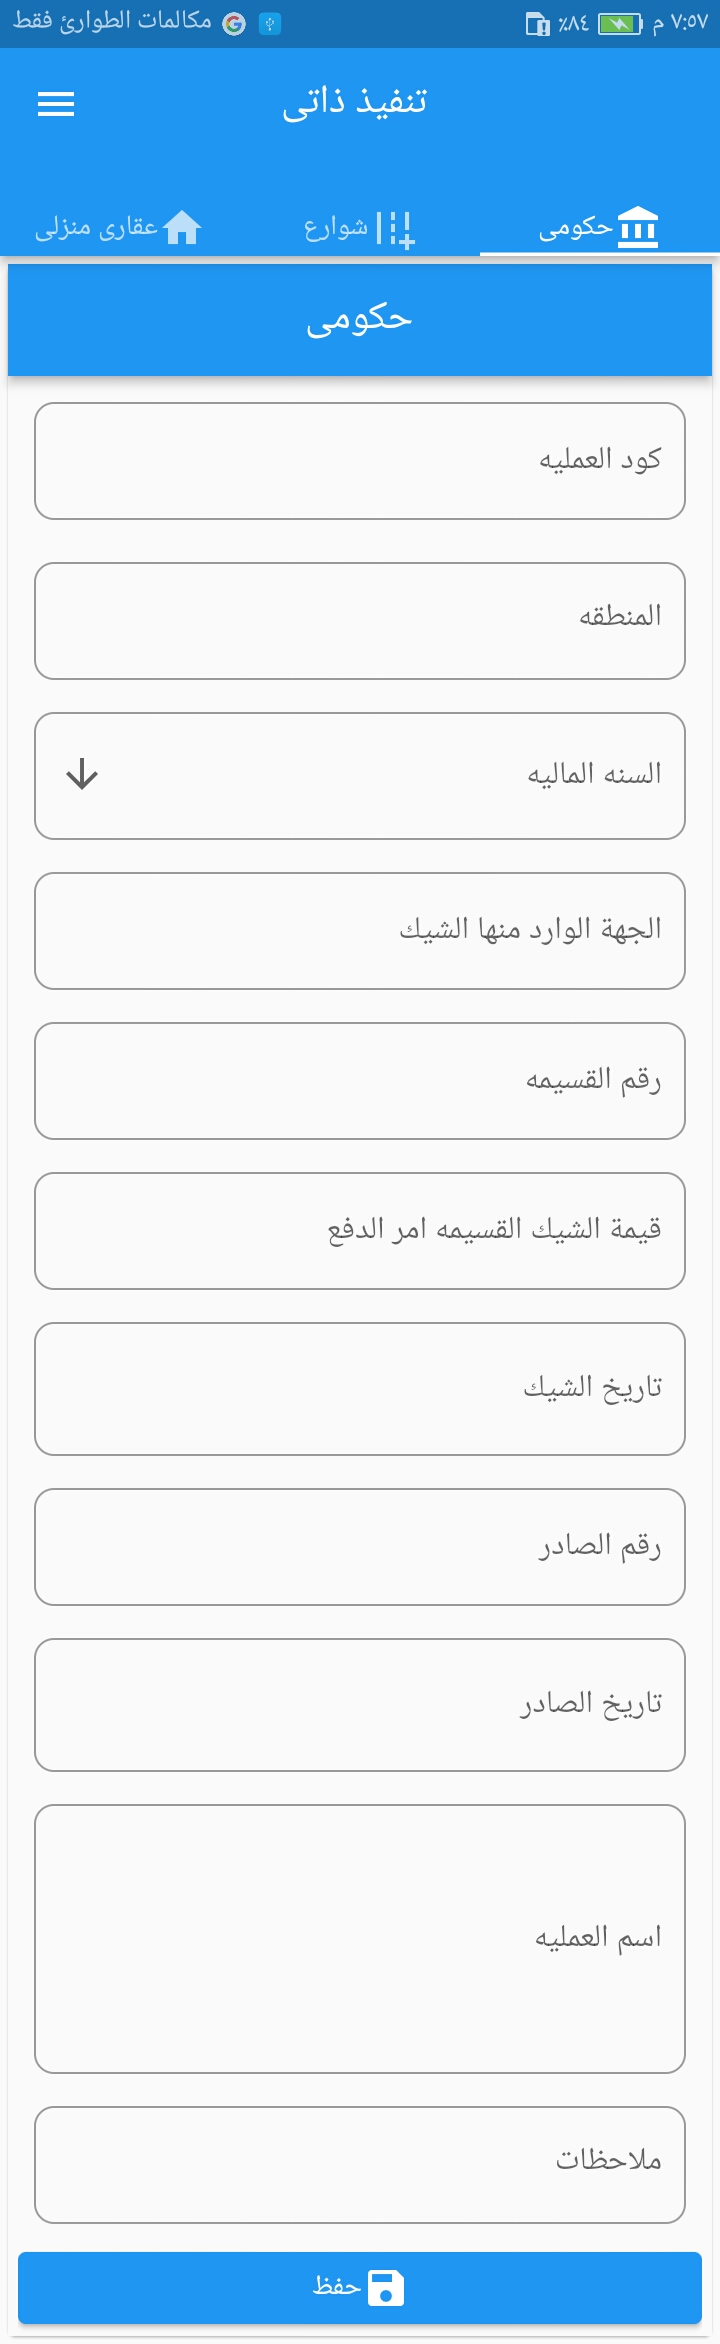 ٧:٥٧ م ٨٤٪ مكالمات الطوارئ فقط
تنفيذ ذاتى
حكومى شوارع عقارى منزلى
حكومى
كود العمليه
المنطقه
السنه الماليه
الجهة الوارد منها الشيك
رقم القسيمه
قيمة الشيك القسيمه امر الدفع
تاريخ الشيك
رقم الصادر
تاريخ الصادر
اسم العمليه
ملاحظات
حفظ